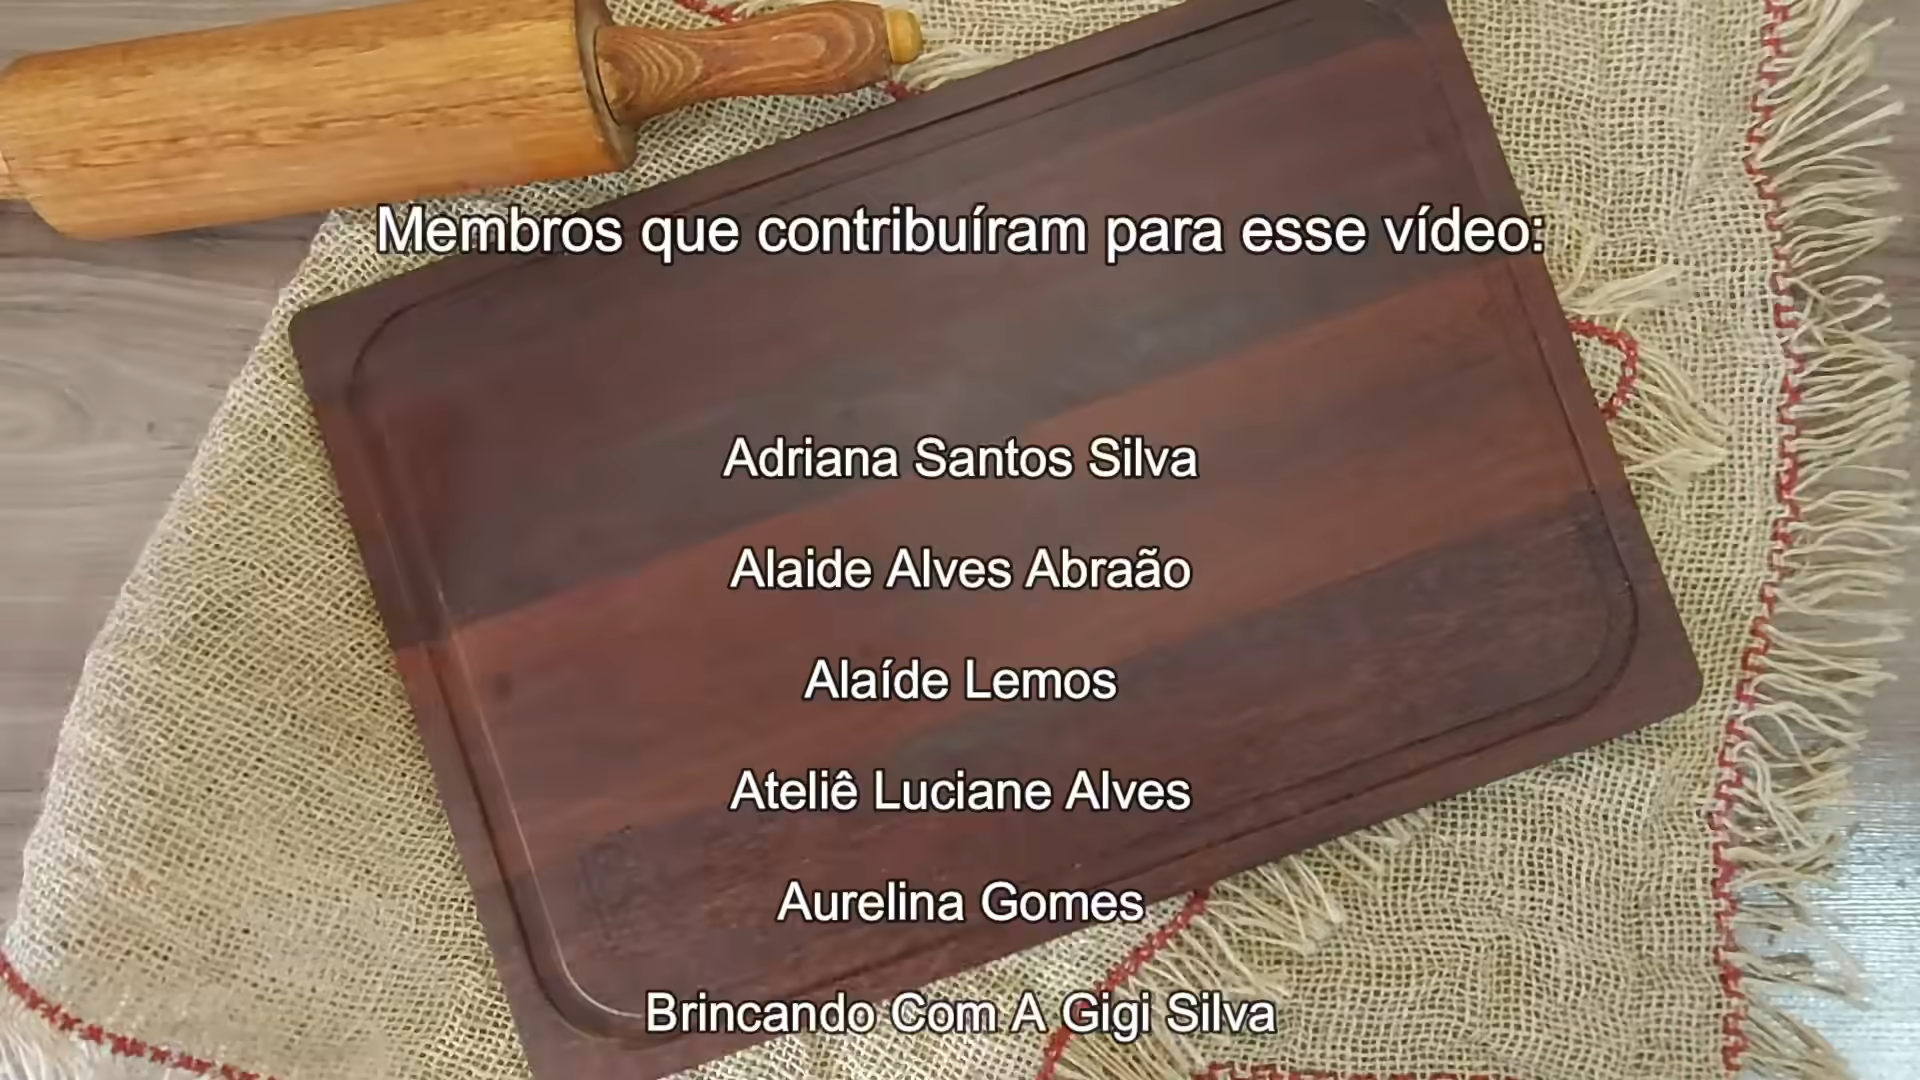 Membros que contribuíram para esse vídeo:
Adriana Santos Silva
Alaide Alves Abraão
Alaíde Lemos
Ateliê Luciane Alves
Aurelina Gomes
Brincando Com A Gigi Silva